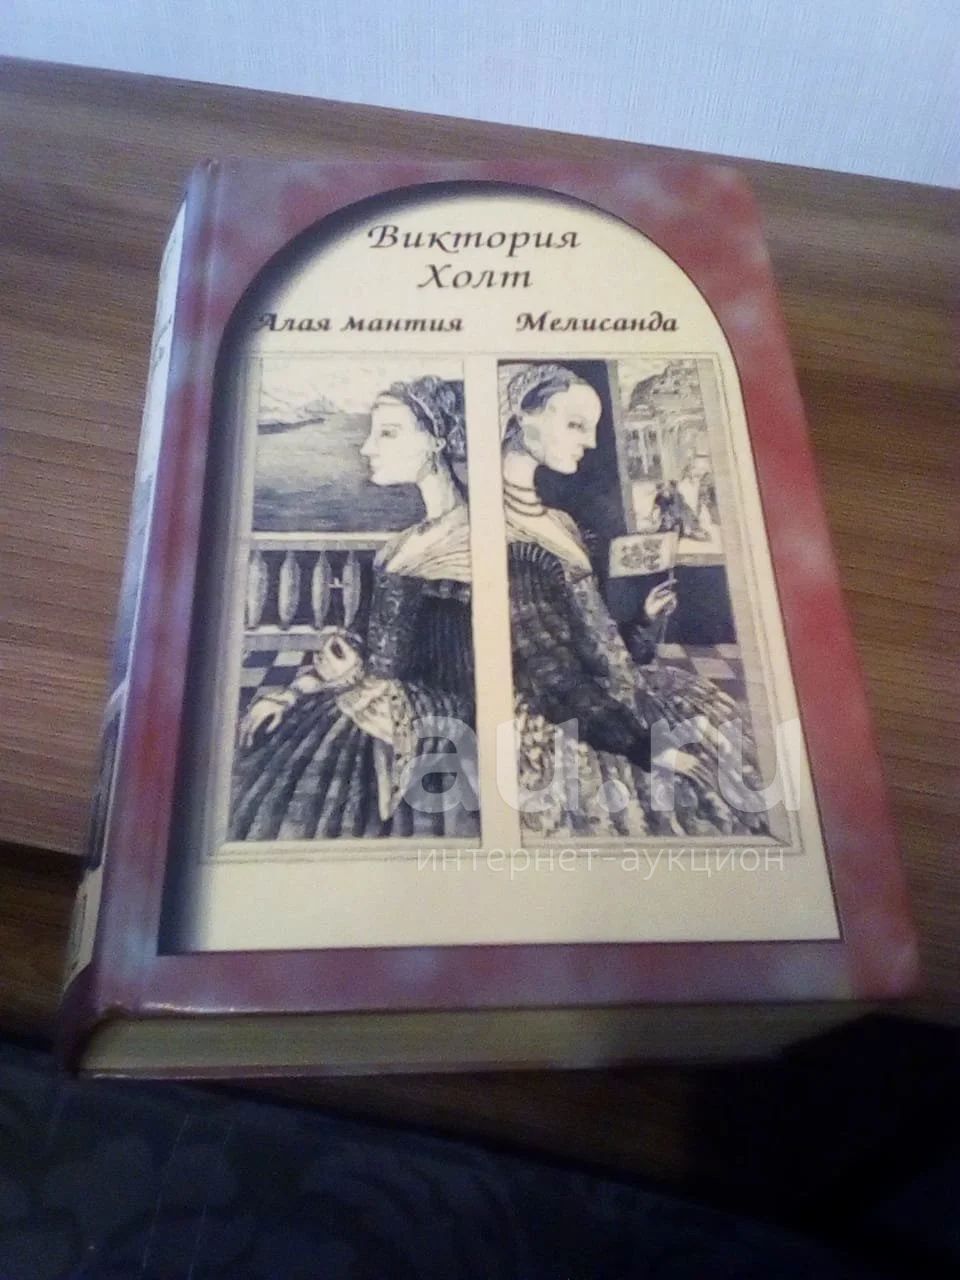 Виктория
Холт
Алая мантия Мелисанда
au.ru
интернет-аукцион